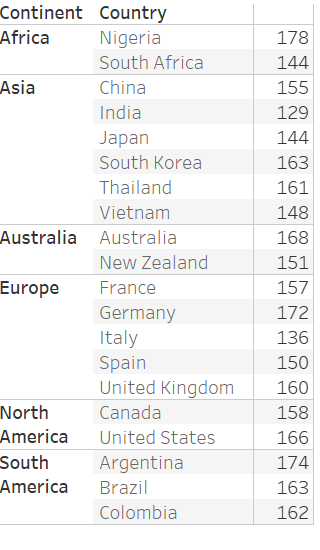 Continent Country
Africa Nigeria 178
South Africa 144
Asia China 155
India 129
Japan 144
South Korea 163
Thailand 161
Vietnam 148
Australia Australia 168
New Zealand 151
Europe France 157
Germany 172
Italy 136
Spain 150
United Kingdom 160
North Canada 158
America United States 166
South Argentina 174
America Brazil 163
Colombia 162